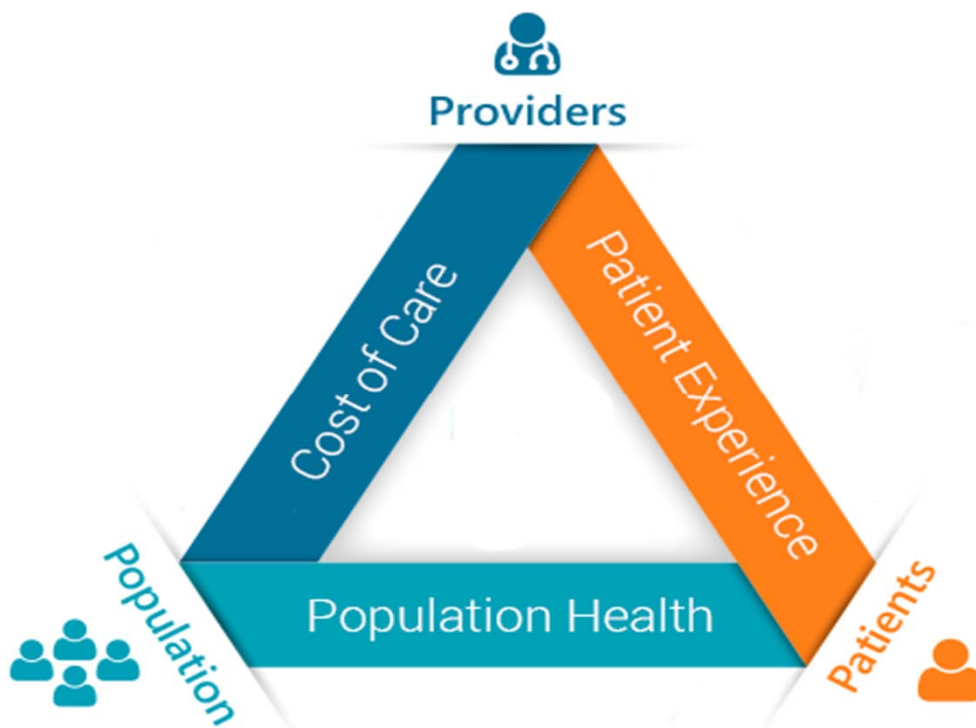 Providers
Cost of Care
Patient Experience
Population Health
Population
Patients